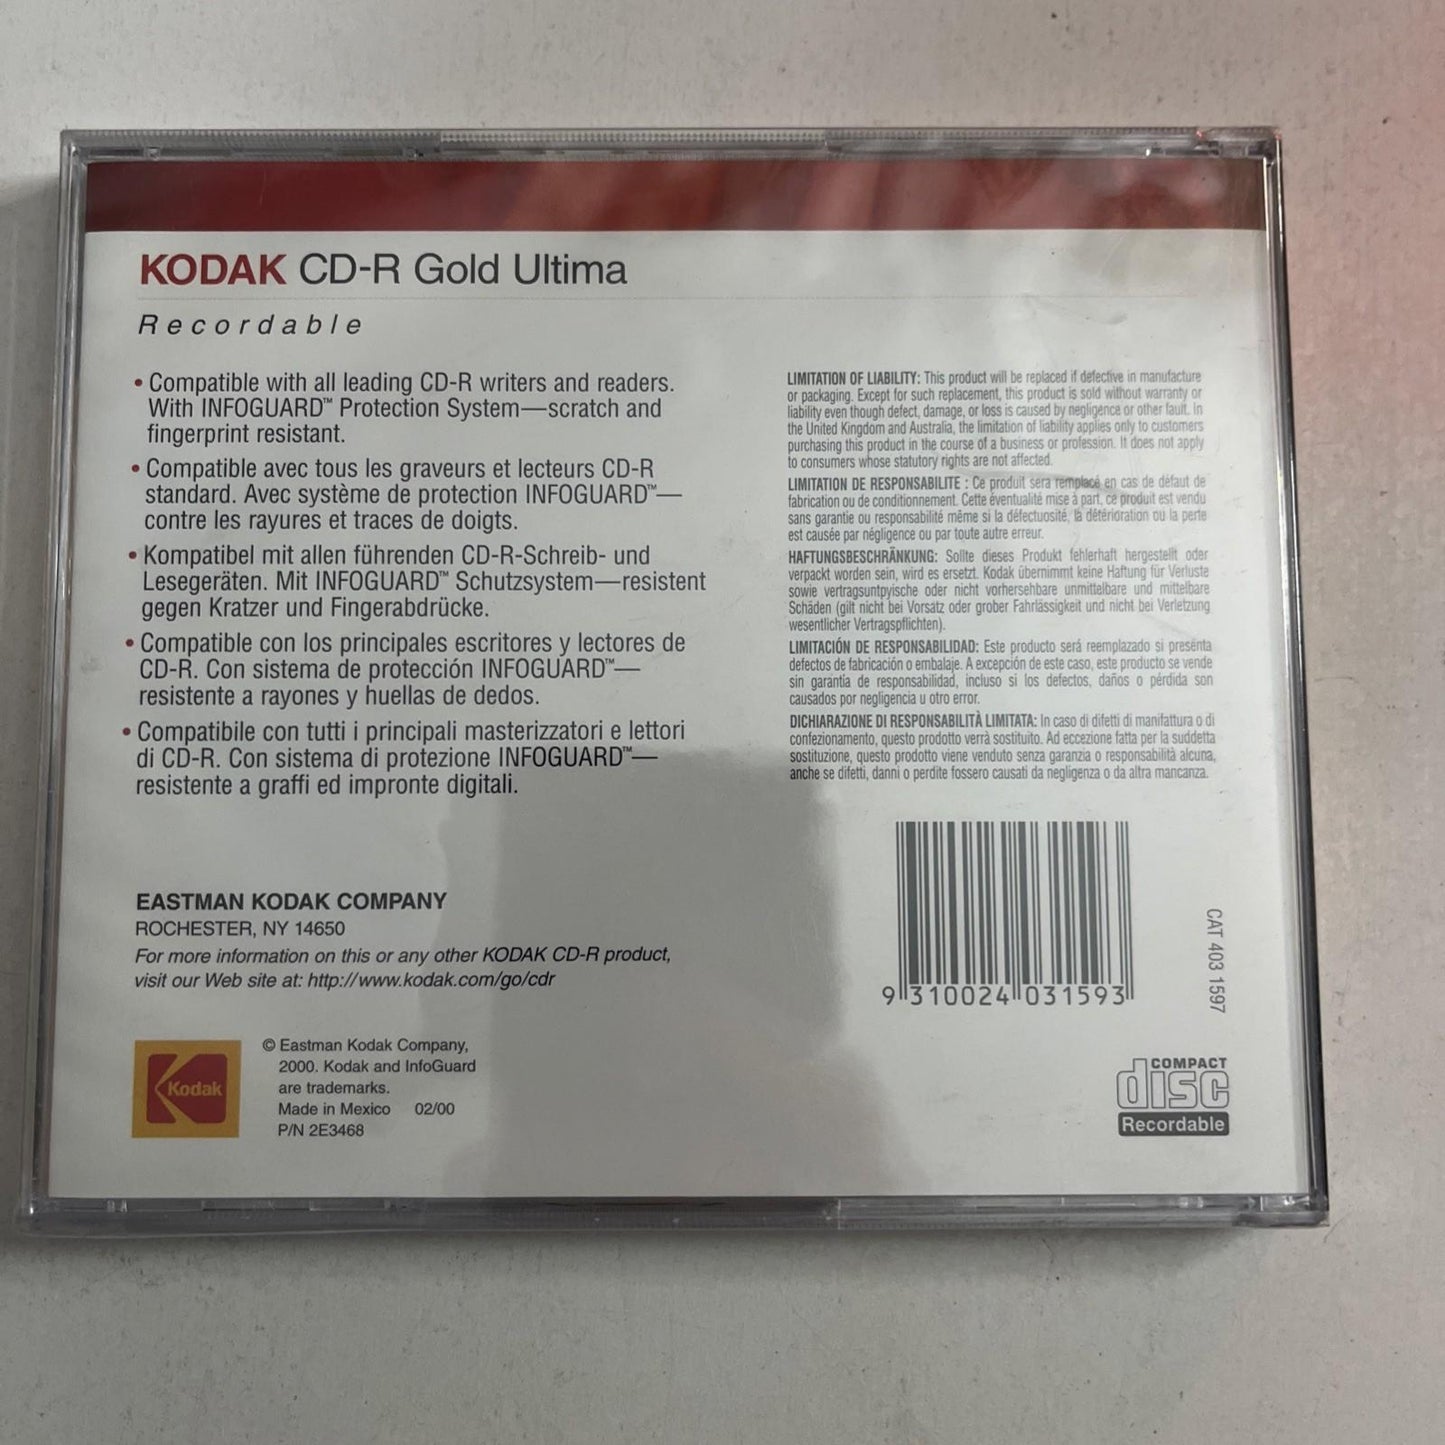 KODAK CD-R Gold Ultima
Recordable
• Compatible with all leading CD-R writers and readers.
With INFOGUARD™ Protection System—scratch and
fingerprint resistant.
• Compatible avec tous les graveurs et lecteurs CD-R
standard. Avec système de protection INFOGUARD™—
contre les rayures et traces de doigts.
• Kompatibel mit allen führenden CD-R-Schreib- und
Lesegeräten. Mit INFOGUARD™ Schutzsystem—resistent
gegen Kratzer und Fingerabdrücke.
• Compatible con los principales escritores y lectores de
CD-R. Con sistema de protección INFOGUARD™—
resistente a rayones y huellas de dedos.
• Compatibile con tutti i principali masterizzatori e lettori
di CD-R. Con sistema di protezione INFOGUARD™—
resistente a graffi ed impronte digitali.
EASTMAN KODAK COMPANY
ROCHESTER, NY 14650
For more information on this or any other KODAK CD-R product,
visit our Web site at: http://www.kodak.com/go/cdr
Kodak
© Eastman Kodak Company,
2000. Kodak and InfoGuard
are trademarks.
Made in Mexico 02/00
P/N 2E3468
LIMITATION OF LIABILITY: This product will be replaced if defective in manufacture
or packaging. Except for such replacement, this product is sold without warranty or
liability even though defect, damage, or loss is caused by negligence or other fault. In
the United Kingdom and Australia, the limitation of liability applies only to customers
purchasing this product in the course of a business or profession. It does not apply
to consumers whose statutory rights are not affected.
LIMITATION DE RESPONSABILITE : Ce produit sera remplacé en cas de défaut de
fabrication ou de conditionnement. Cette éventualité mise à part, ce produit est vendu
sans garantie ou responsabilité même si la défectuosité, la détérioration ou la perte
est causée par négligence ou par toute autre erreur.
HAFTUNGSBESCHRÄNKUNG: Sollte dieses Produkt fehlerhaft hergestellt oder
verpackt worden sein, wird es ersetzt. Kodak übernimmt keine Haftung für Verluste
sowie vertragsuntpyische oder nicht vorhersehbare unmittelbare und mittelbare
Schäden (gilt nicht bei Vorsatz oder grober Fahrlässigkeit und nicht bei Verletzung
wesentlicher Vertragspflichten).
LIMITACIÓN DE RESPONSABILIDAD: Este producto será reemplazado si presenta
defectos de fabricación o embalaje. A excepción de este caso, este producto se vende
sin garantía de responsabilidad, incluso si los defectos, daños o pérdida son
causados por negligencia u otro error.
DICHIARAZIONE DI RESPONSABILITÀ LIMITATA: In caso di difetti di manifattura o di
confezionamento, questo prodotto verrà sostituito. Ad eccezione fatta per la suddetta
sostituzione, questo prodotto viene venduto senza garanzia o responsabilità alcuna,
anche se difetti, danni o perdite fossero causati da negligenza o da altra mancanza.
9 310024 031593
CAT 403 1597
COMPACT
disc
Recordable